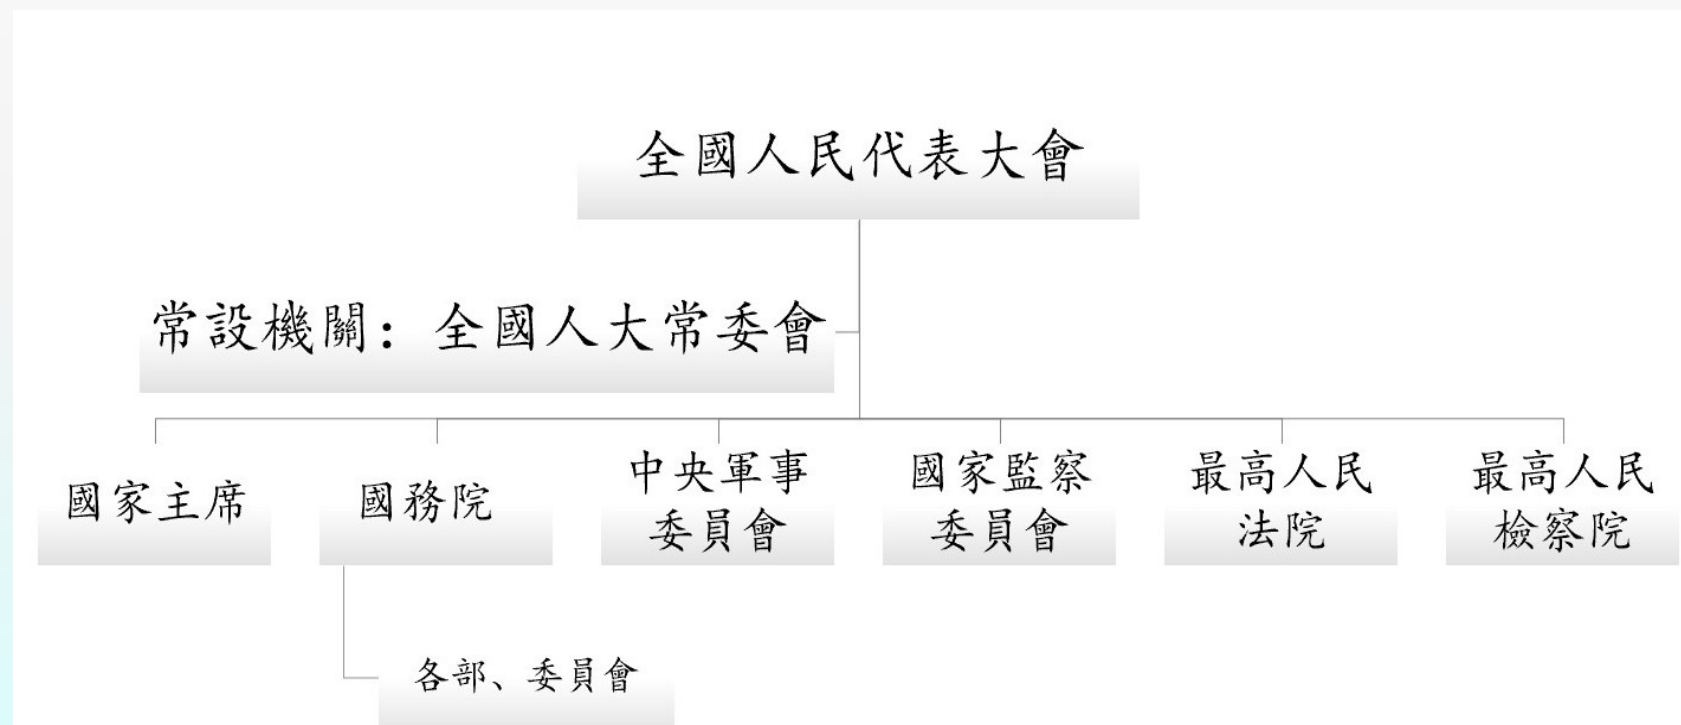 全國人民代表大會
常設機關：全國人大常委會
國家主席
國務院
中央軍事
委員會
國家監察
委員會
最高人民
法院
最高人民
檢察院
各部、委員會